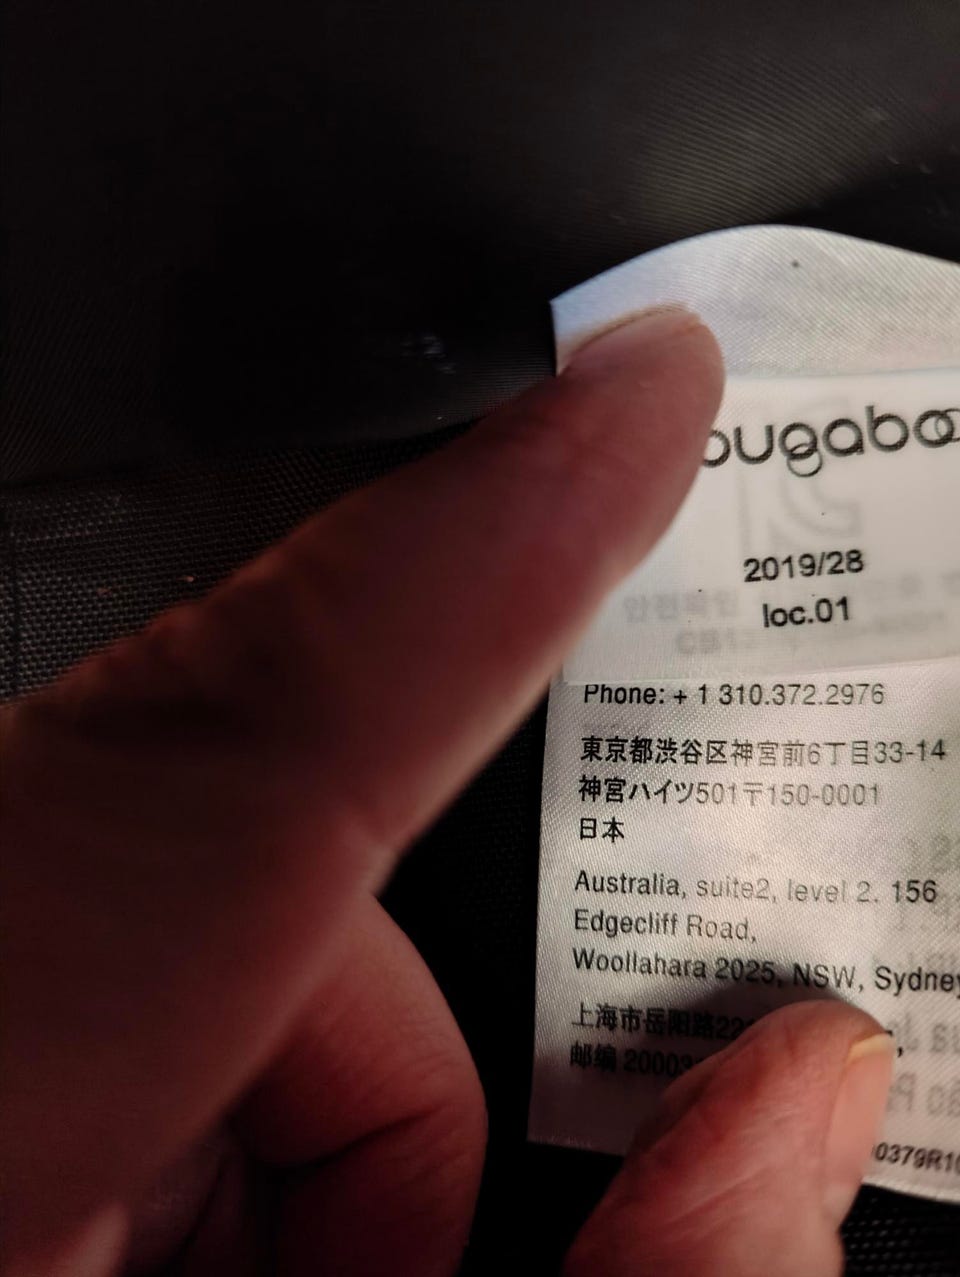 bugaboo
2019/28
loc.01
Phone: + 1 310.372.2976
東京都渋谷区神宮前6丁目33-14
神宮ハイツ501〒150-0001
日本
Australia, suite2, level 2. 156
Edgecliff Road,
Woollahara 2025, NSW, Sydney
上海市岳阳路
邮编
0379R10